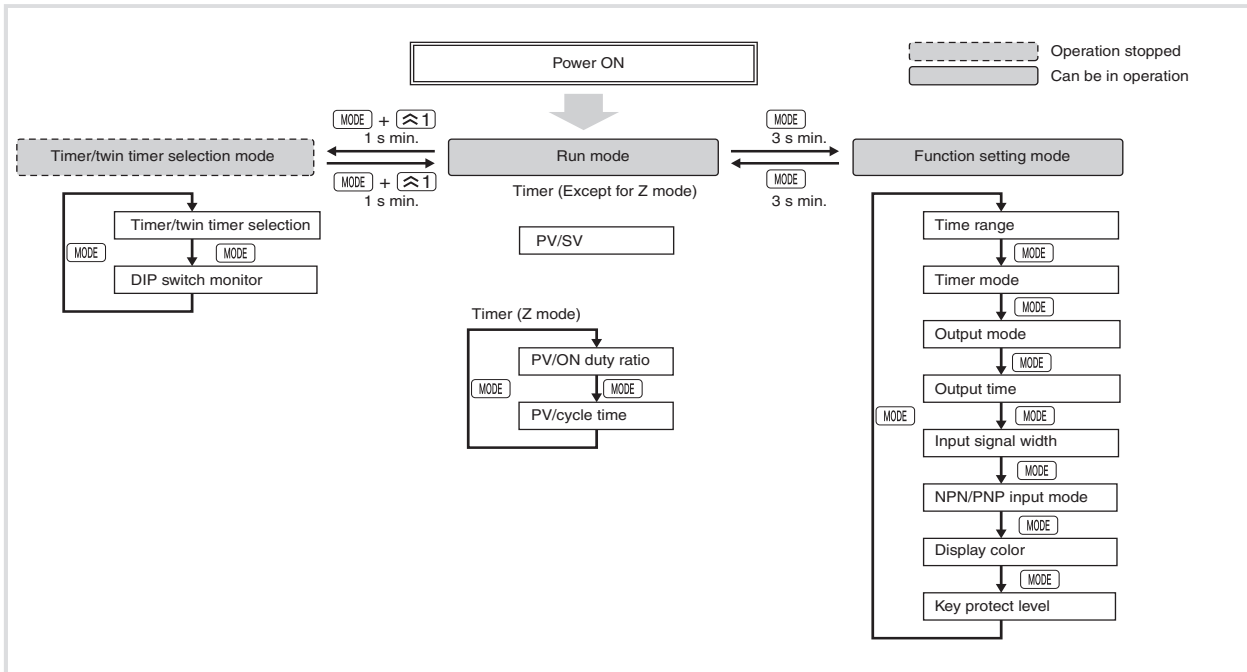 Power ON
Operation stopped
Can be in operation
MODE + ︽1
1 s min.
MODE
3 s min.
Timer/twin timer selection mode
Run mode
Function setting mode
MODE + ︽1
1 s min.
MODE
3 s min.
Timer/twin timer selection
MODE
MODE
DIP switch monitor
Timer (Except for Z mode)
PV/SV
Timer (Z mode)
PV/ON duty ratio
MODE
MODE
PV/cycle time
Time range
MODE
Timer mode
MODE
Output mode
MODE
Output time
MODE
MODE
Input signal width
MODE
NPN/PNP input mode
MODE
Display color
MODE
Key protect level